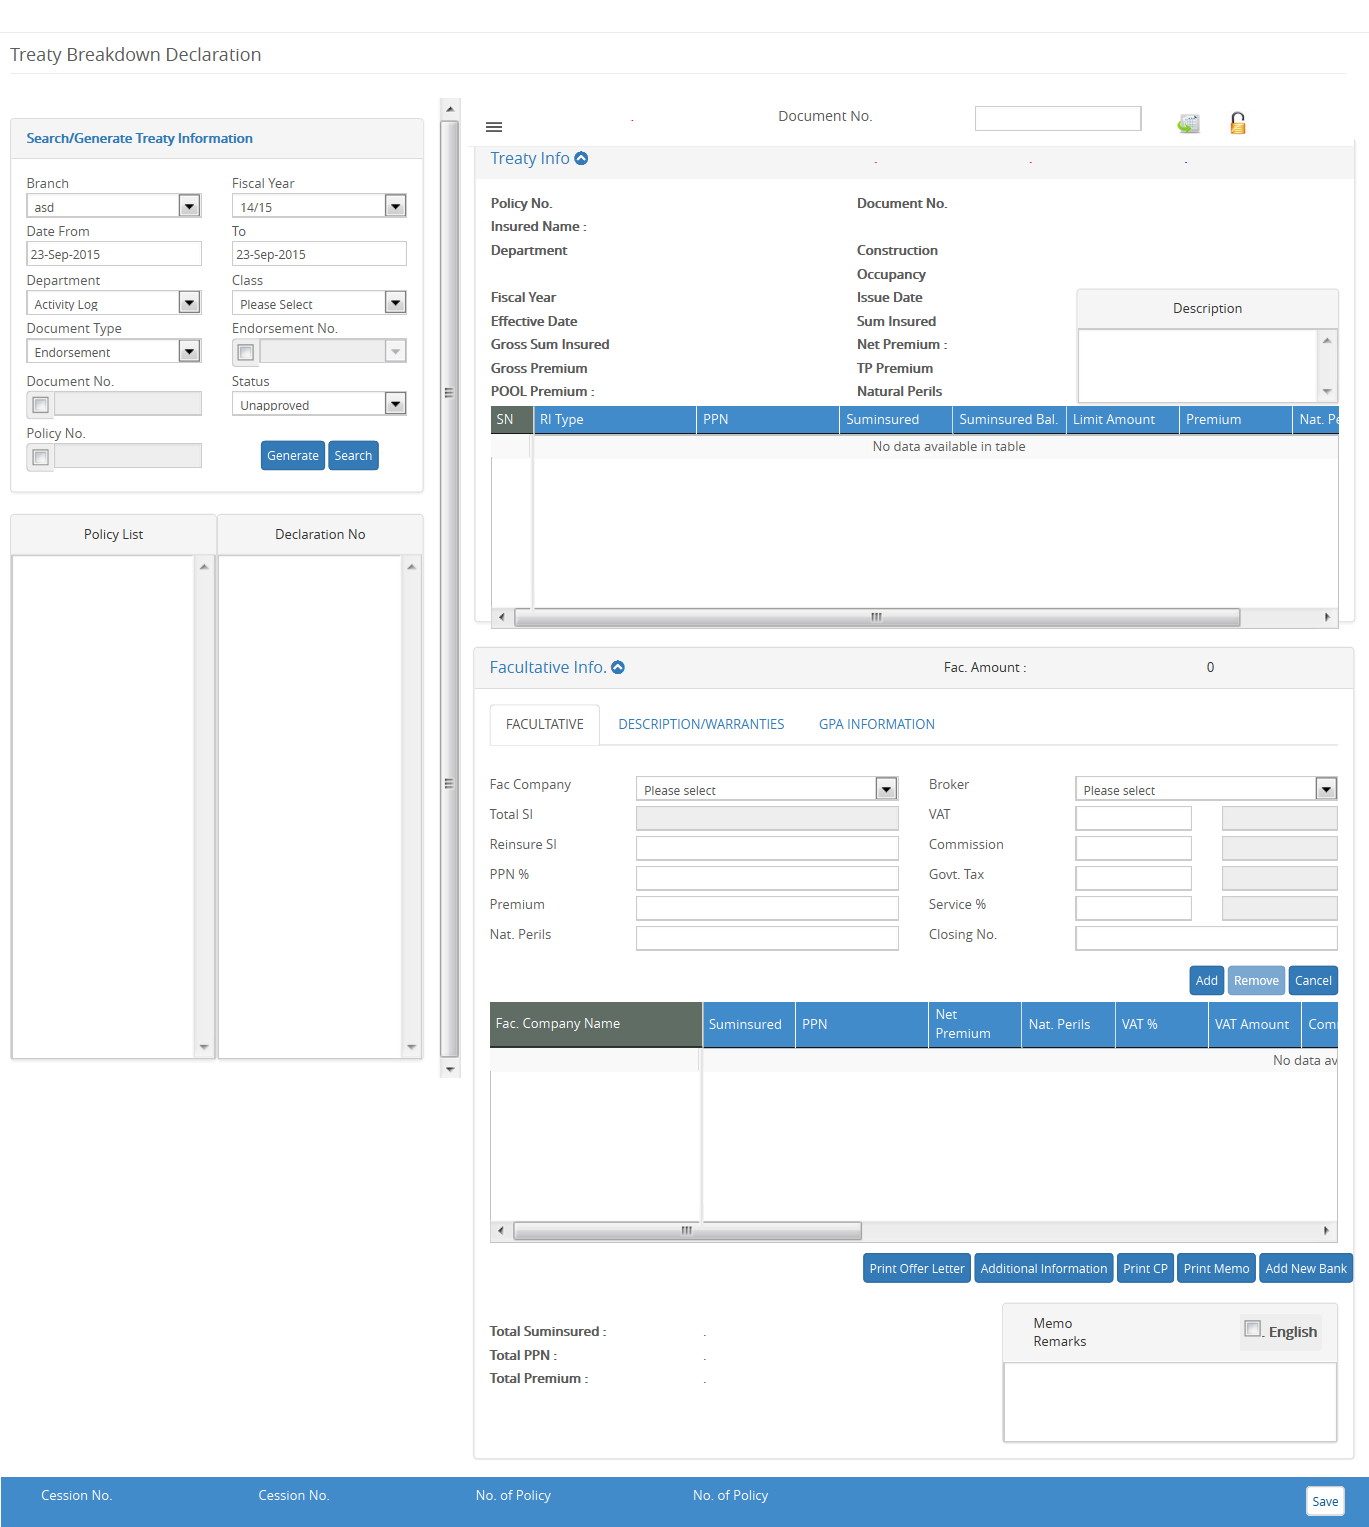 Treaty Breakdown Declaration
Search/Generate Treaty Information
Branch Fiscal Year
asd 14/15
Date From To
23-Sep-2015 23-Sep-2015
Department Class
Activity Log Please Select
Document Type Endorsement No.
Endorsement
Document No. Status
Unapproved
Policy No.
Generate Search
Policy List Declaration No
. Document No.
Treaty Info . . .
Policy No. Document No.
Insured Name :
Department Construction
Occupancy
Fiscal Year Issue Date
Effective Date Sum Insured
Gross Sum Insured Net Premium :
Gross Premium TP Premium
POOL Premium : Natural Perils
Description
SN RI Type PPN Suminsured Suminsured Bal. Limit Amount Premium Nat. Pe
No data available in table
Facultative Info. Fac. Amount : 0
FACULTATIVE DESCRIPTION/WARRANTIES GPA INFORMATION
Fac Company Please select Broker Please select
Total SI VAT
Reinsure SI Commission
PPN % Govt. Tax
Premium Service %
Nat. Perils Closing No.
Add Remove Cancel
Fac. Company Name Suminsured PPN Net Premium Nat. Perils VAT % VAT Amount Com
No data av
Print Offer Letter Additional Information Print CP Print Memo Add New Bank
Total Suminsured : .
Total PPN : .
Total Premium : .
Memo
Remarks
. English
Cession No. Cession No. No. of Policy No. of Policy Save